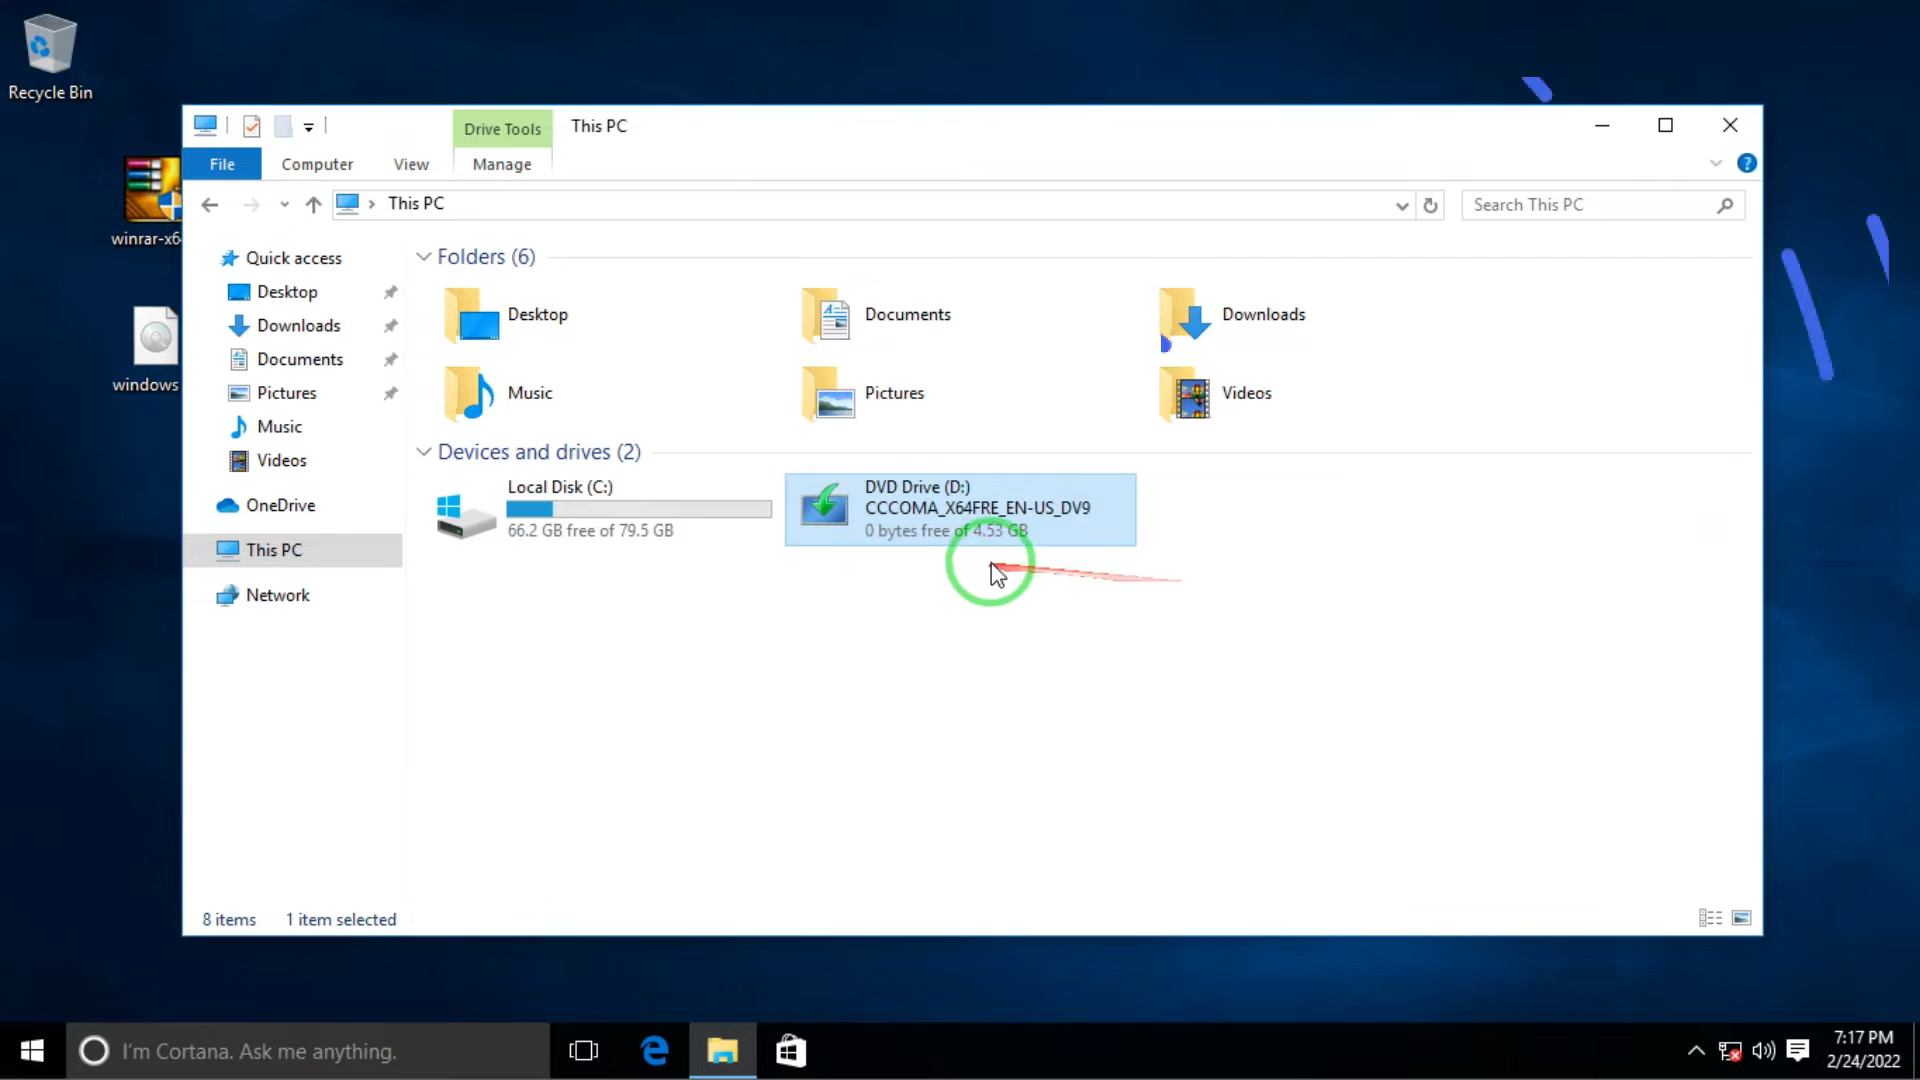 Recycle Bin
winrar-x6
windows
Drive Tools
This PC
File
Computer
View
Manage
?
This PC
Search This PC
Quick access
Desktop
Downloads
Documents
Pictures
Music
Videos
OneDrive
This PC
Network
Folders (6)
Desktop
Documents
Downloads
Music
Pictures
Videos
Devices and drives (2)
Local Disk (C:)
66.2 GB free of 79.5 GB
DVD Drive (D:)
CCCOMA_X64FRE_EN-US_DV9
0 bytes free of 4.53 GB
8 items
1 item selected
I'm Cortana. Ask me anything.
7:17 PM
2/24/2022